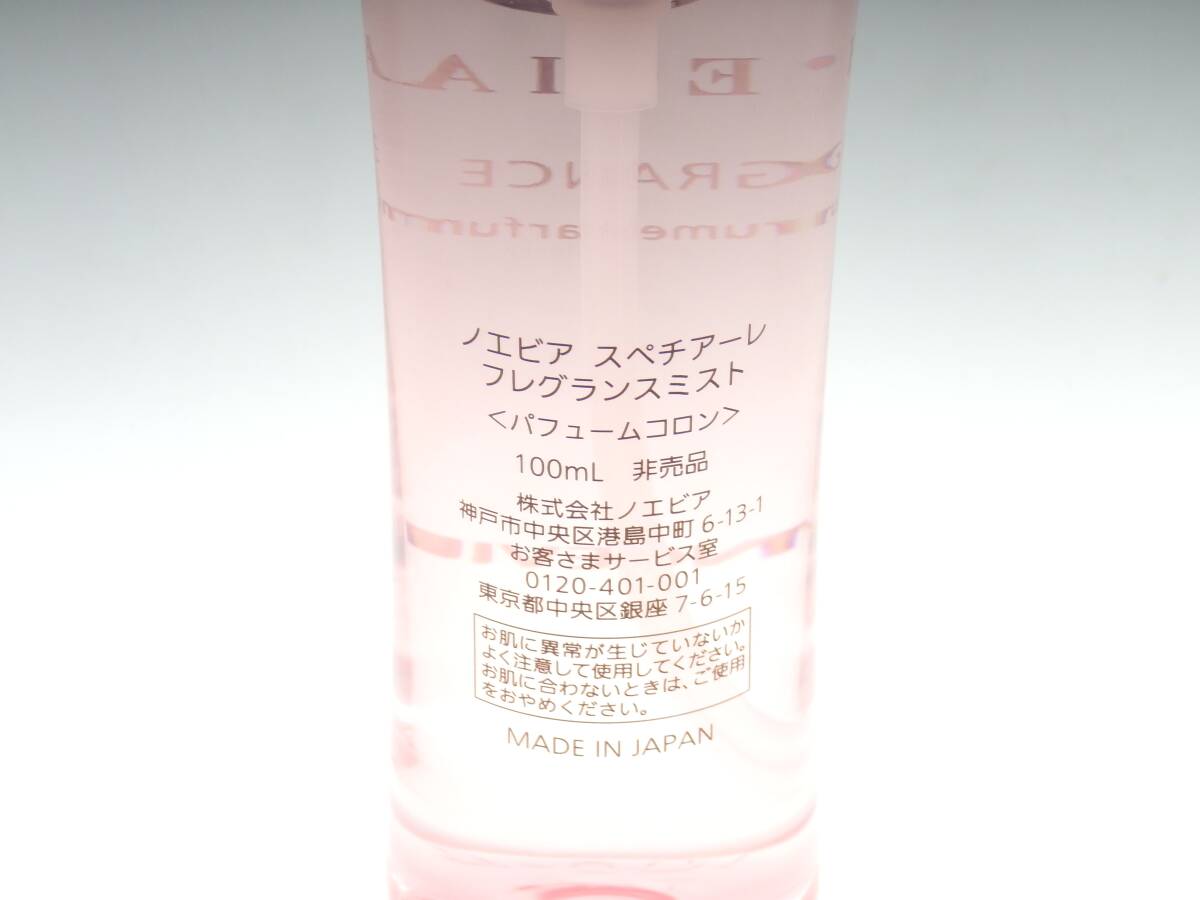 ノエビア スペチアーレ
フレグランスミスト
<パフュームコロン>
100mL 非売品
株式会社ノエビア
神戸市中央区港島中町6-13-1
お客さまサービス室
0120-401-001
東京都中央区銀座7-6-15
お肌に異常が生じていないか
よく注意して使用してください。
お肌に合わないときは、ご使用
をおやめください。
MADE IN JAPAN